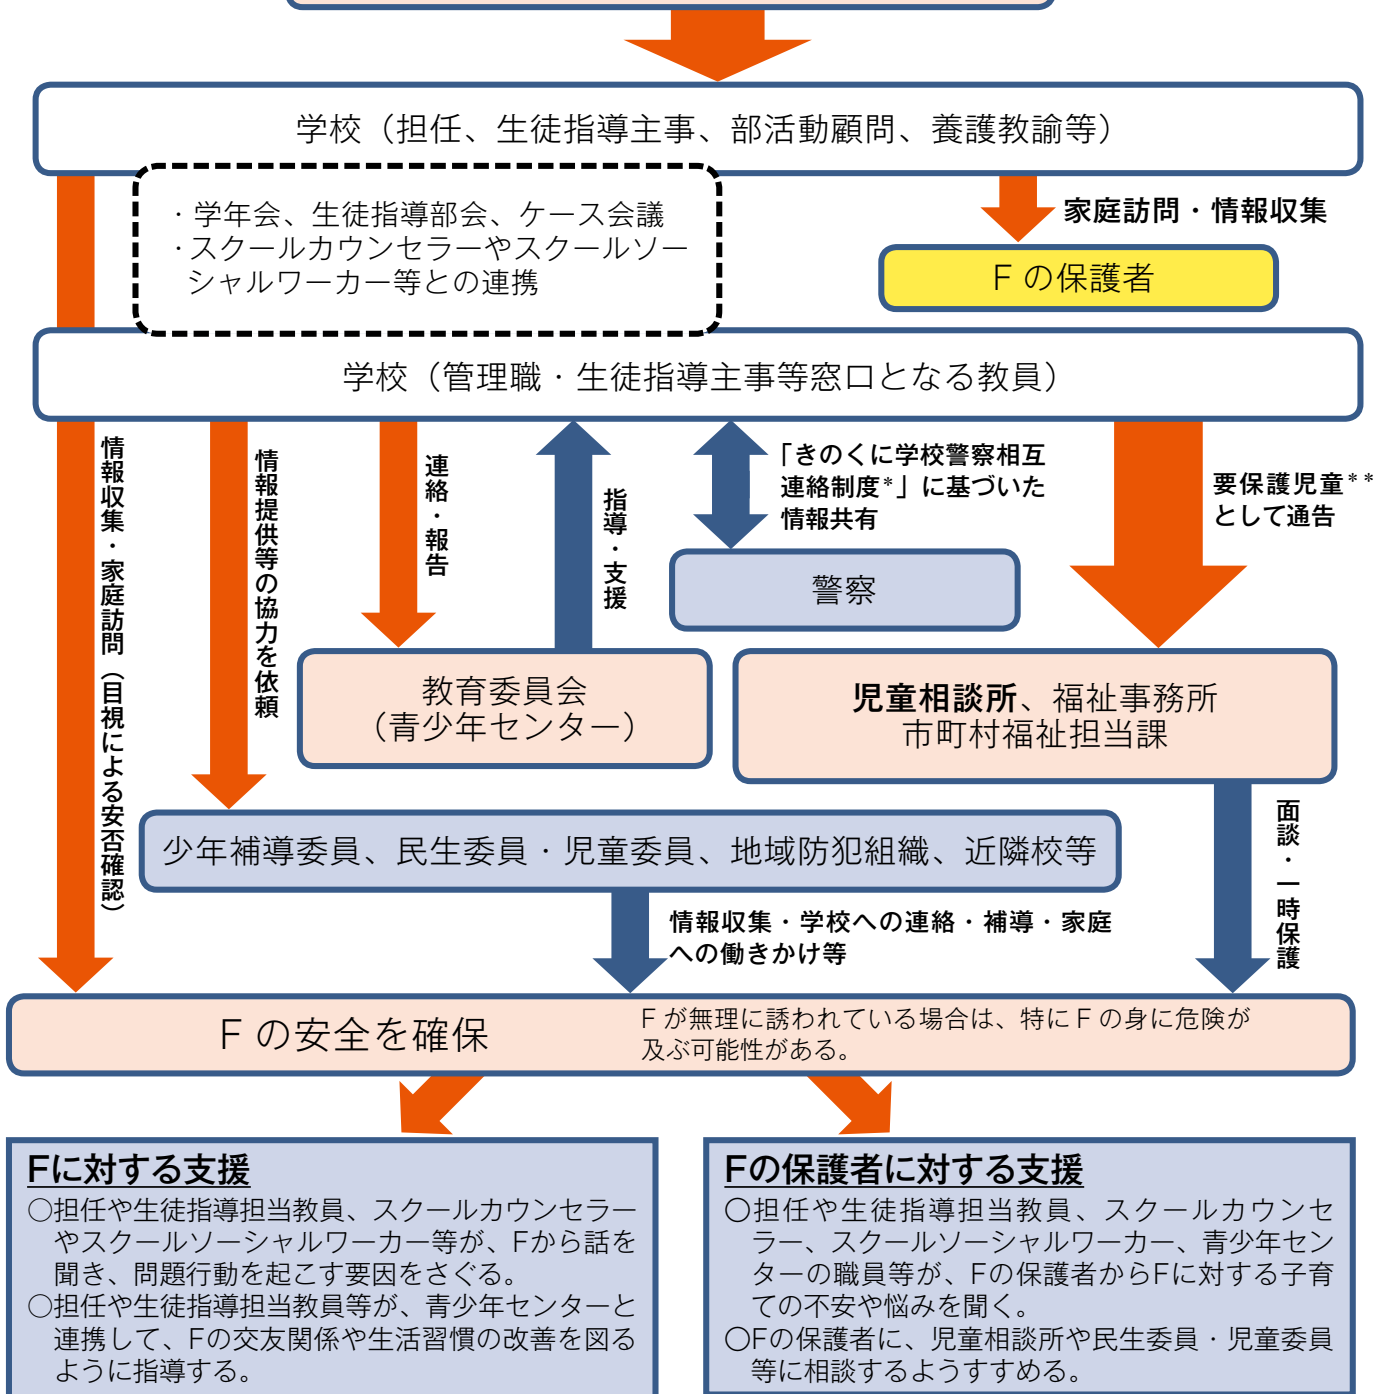 学校（担任、生徒指導主事、部活動顧問、養護教諭等）
・学年会、生徒指導部会、ケース会議
・スクールカウンセラーやスクールソー
シャルワーカー等との連携
家庭訪問・情報収集
F の保護者
学校（管理職・生徒指導主事等窓口となる教員）
情報収集・家庭訪問（目視による安否確認）
情報提供等の協力を依頼
連絡・報告
指導・支援
「きのくに学校警察相互
連絡制度*」に基づいた
情報共有
要保護児童**
として通告
警察
教育委員会
（青少年センター）
児童相談所、福祉事務所
市町村福祉担当課
少年補導委員、民生委員・児童委員、地域防犯組織、近隣校等
面談・一時保護
情報収集・学校への連絡・補導・家庭
への働きかけ等
F の安全を確保
F が無理に誘われている場合は、特に F の身に危険が
及ぶ可能性がある。
Fに対する支援
○担任や生徒指導担当教員、スクールカウンセラー
やスクールソーシャルワーカー等が、Fから話を
聞き、問題行動を起こす要因をさぐる。
○担任や生徒指導担当教員等が、青少年センターと
連携して、Fの交友関係や生活習慣の改善を図る
ように指導する。
Fの保護者に対する支援
○担任や生徒指導担当教員、スクールカウンセ
ラー、スクールソーシャルワーカー、青少年セン
ターの職員等が、Fの保護者からFに対する子育
ての不安や悩みを聞く。
○Fの保護者に、児童相談所や民生委員・児童委員
等に相談するようすすめる。